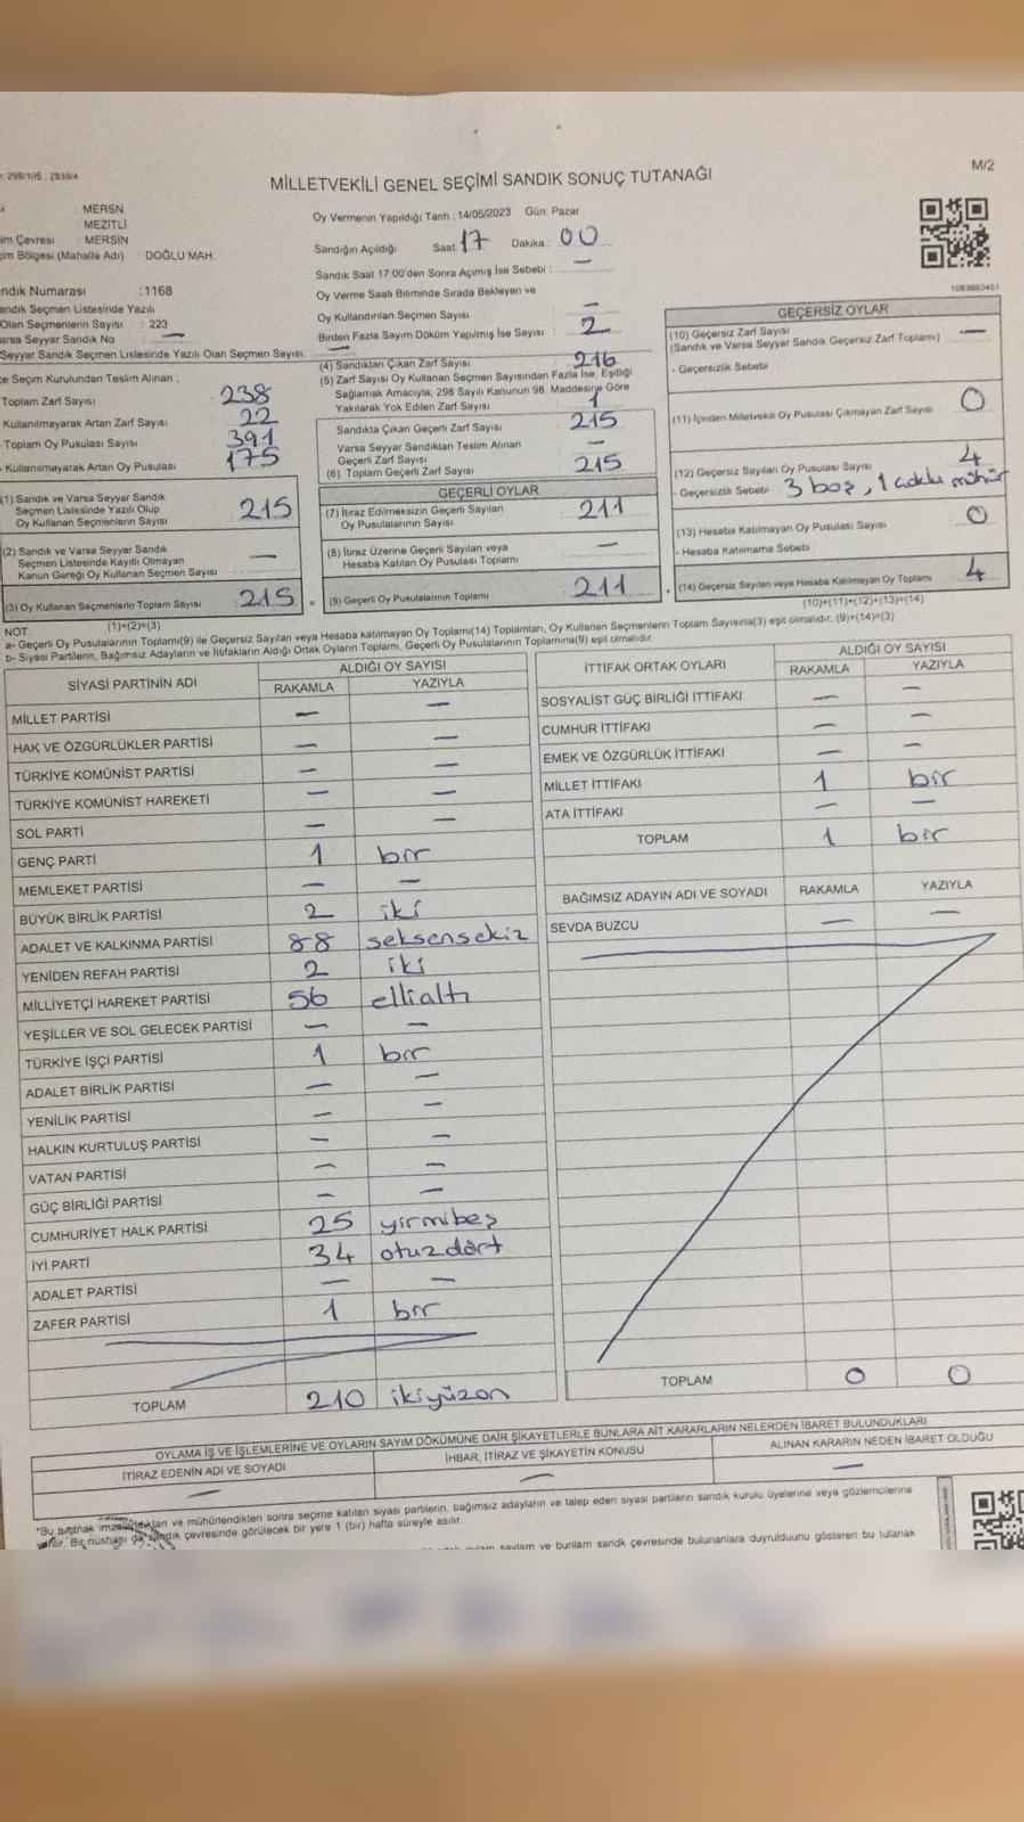 M/2
MİLLETVEKİLİ GENEL SEÇİMİ SANDIK SONUÇ TUTANAĞI
MERSN
MEZİTLİ
im Çevresi : MERSİN
im Bölgesi (Mahalle Adı) DOĞLU MAH.
ndık Numarası :1168
andık Seçmen Listesinde Yazılı
Olan Seçmenlerin Sayısı : 223
arsa Seyyar Sandık No —
Seyyar Sandık Seçmen Listesinde Yazılı Olan Seçmen Sayısı —
çe Seçim Kurulundan Teslim Alınan :
Toplam Zarf Sayısı 238
Kullanılmayarak Artan Zarf Sayısı 22
Toplam Oy Pusulası Sayısı 391
Kullanılmayarak Artan Oy Pusulası 175
(1) Sandık ve Varsa Seyyar Sandık
Seçmen Listesinde Yazılı Olup
Oy Kullanan Seçmenlerin Sayısı 215
(2) Sandık ve Varsa Seyyar Sandık
Seçmen Listesinde Kayıtlı Olmayan
Kanun Gereği Oy Kullanan Seçmen Sayısı —
(3) Oy Kullanan Seçmenlerin Toplam Sayısı 215
(1)+(2)=(3)
Oy Vermenin Yapıldığı Tarih : 14/05/2023 Gün: Pazar
Sandığın Açıldığı Saat: 17 Dakika: 00
Sandık Saat 17:00'den Sonra Açımış İse Sebebi : —
Oy Verme Saati Bitiminde Sırada Bekleyen ve
Oy Kullandırılan Seçmen Sayısı —
Birden Fazla Sayım Döküm Yapılmış İse Sayısı 2
(4) Sandıktan Çıkan Zarf Sayısı 216
(5) Zarf Sayısı Oy Kullanan Seçmen Sayısından Fazla İse, Eşitliği
Sağlamak Amacıyla, 298 Sayılı Kanunun 98. Maddesine Göre
Yakılarak Yok Edilen Zarf Sayısı 1
Sandıkta Çıkan Geçerli Zarf Sayısı 215
Varsa Seyyar Sandıktan Teslim Alınan
Geçerli Zarf Sayısı —
(6) Toplam Geçerli Zarf Sayısı 215
GEÇERLİ OYLAR
(7) İtiraz Edilmeksizin Geçerli Sayılan
Oy Pusulalarının Sayısı 211
(8) İtiraz Üzerine Geçerli Sayılan veya
Hesaba Katılan Oy Pusulası Toplamı —
(9) Geçerli Oy Pusulalarının Toplamı 211
GEÇERSİZ OYLAR
(10) Geçersiz Zarf Sayısı —
(Sandık ve Varsa Seyyar Sandık Geçersiz Zarf Toplamı)
- Geçersizlik Sebebi
(11) İçinden Milletvekili Oy Pusulası Çıkmayan Zarf Sayısı 0
(12) Geçersiz Sayılan Oy Pusulası Sayısı 4
- Geçersizlik Sebebi 3 boş, 1 mühür
(13) Hesaba Katılmayan Oy Pusulası Sayısı 0
- Hesaba Katılmama Sebebi
(14) Geçersiz Sayılan veya Hesaba Katılmayan Oy Toplamı 4
(10)+(11)+(12)+(13)=(14)
NOT
a- Geçerli Oy Pusulalarının Toplamı(9) ile Geçersiz Sayılan veya Hesaba katılmayan Oy Toplamı(14) Toplamları, Oy Kullanan Seçmenlerin Toplam Sayısına(3) eşit olmalıdır. (9)+(14)=(3)
b- Siyasi Partilerin, Bağımsız Adayların ve İttifakların Aldığı Ortak Oyların Toplamı, Geçerli Oy Pusulalarının Toplamına(9) eşit olmalıdır.
SİYASİ PARTİNİN ADI ALDIĞI OY SAYISI
RAKAMLA YAZIYLA
MİLLET PARTİSİ — —
HAK VE ÖZGÜRLÜKLER PARTİSİ — —
TÜRKİYE KOMÜNİST PARTİSİ — —
TÜRKİYE KOMÜNİST HAREKETİ — —
SOL PARTİ — —
GENÇ PARTİ 1 bir
MEMLEKET PARTİSİ — —
BÜYÜK BİRLİK PARTİSİ 2 iki
ADALET VE KALKINMA PARTİSİ 88 seksensekiz
YENİDEN REFAH PARTİSİ 2 iki
MİLLİYETÇİ HAREKET PARTİSİ 56 ellialtı
YEŞİLLER VE SOL GELECEK PARTİSİ — —
TÜRKİYE İŞÇİ PARTİSİ 1 bir
ADALET BİRLİK PARTİSİ — —
YENİLİK PARTİSİ — —
HALKIN KURTULUŞ PARTİSİ — —
VATAN PARTİSİ — —
GÜÇ BİRLİĞİ PARTİSİ — —
CUMHURİYET HALK PARTİSİ 25 yirmibeş
İYİ PARTİ 34 otuzdört
ADALET PARTİSİ — —
ZAFER PARTİSİ 1 bir
TOPLAM 210 ikiyüzon
İTTİFAK ORTAK OYLARI ALDIĞI OY SAYISI
RAKAMLA YAZIYLA
SOSYALİST GÜÇ BİRLİĞİ İTTİFAKI — —
CUMHUR İTTİFAKI — —
EMEK VE ÖZGÜRLÜK İTTİFAKI — —
MİLLET İTTİFAKI 1 bir
ATA İTTİFAKI — —
TOPLAM 1 bir
BAĞIMSIZ ADAYIN ADI VE SOYADI RAKAMLA YAZIYLA
SEVDA BUZCU — —
TOPLAM 0 0
OYLAMA İŞ VE İŞLEMLERİNE VE OYLARIN SAYIM DÖKÜMÜNE DAİR ŞİKAYETLERLE BUNLARA AİT KARARLARIN NELERDEN İBARET BULUNDUKLARI
İTİRAZ EDENİN ADI VE SOYADI İHBAR, İTİRAZ VE ŞİKAYETİN KONUSU ALINAN KARARIN NEDEN İBARET OLDUĞU
— — —
ve mühürlendikten sonra seçime katılan siyasi partilerin, bağımsız adayların ve talep eden siyasi partilerin sandık kurulu üyelerine veya gözlemcilerine
çevresinde görülecek bir yere 1 (bir) hafta süreyle asılır.
ve bunların sandk çevresinde bulunanlara duyrulduunu gösteren bu tutanak